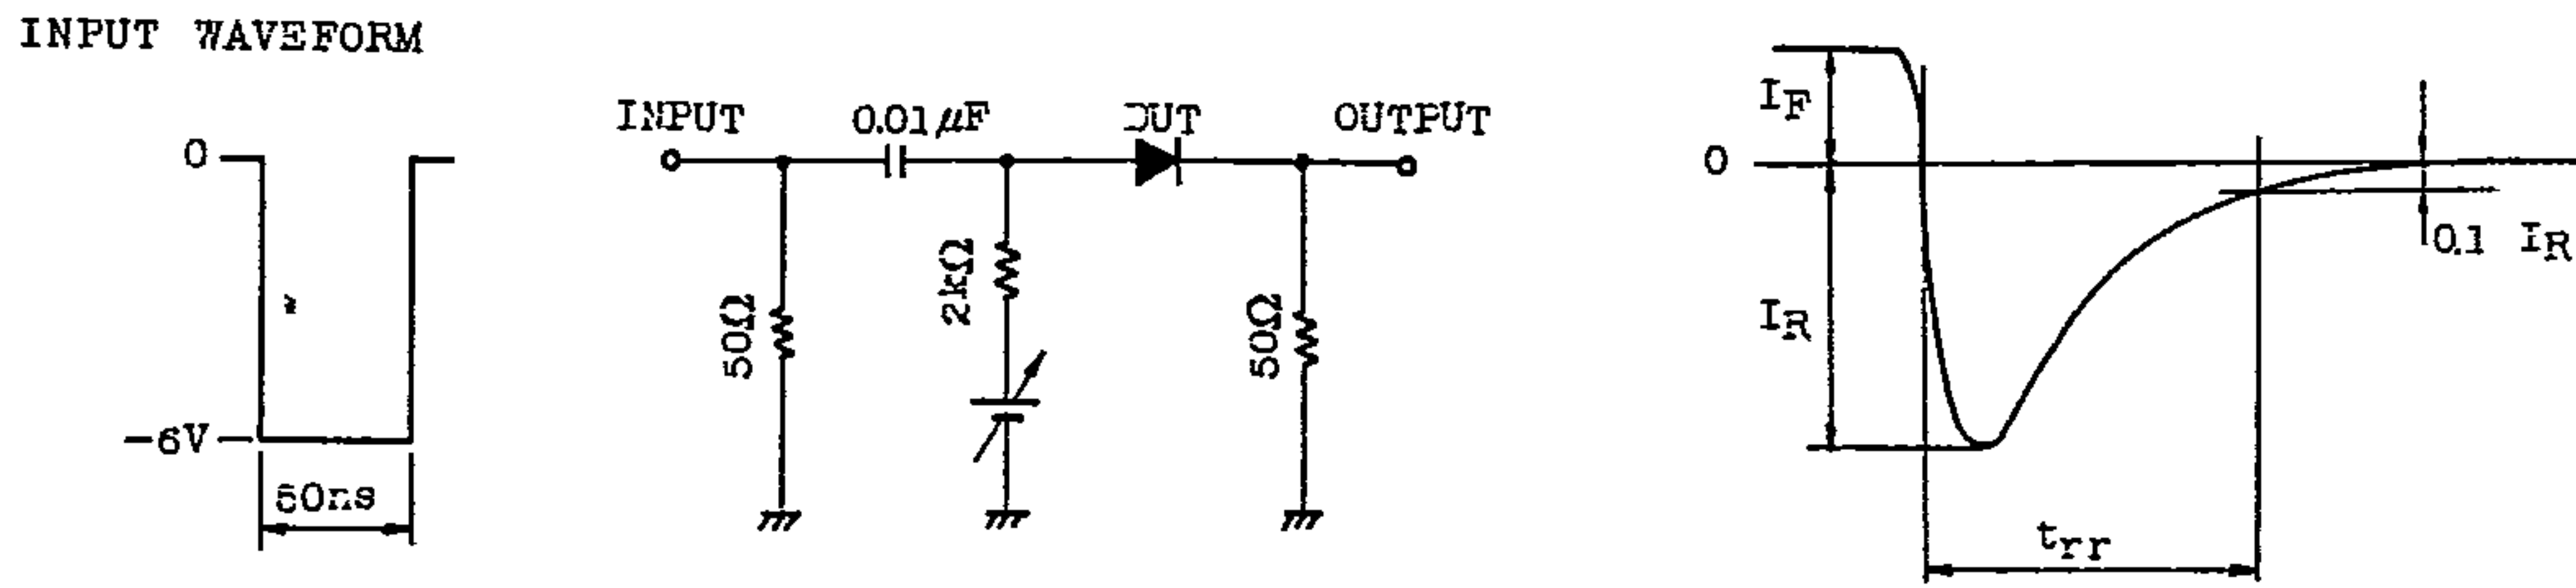 INPUT WAVEFORM
0
-6V
INPUT
0.01μF
DUT
OUTPUT
50Ω
2kΩ
50Ω
IF
0
IR
0.1 IR
trr